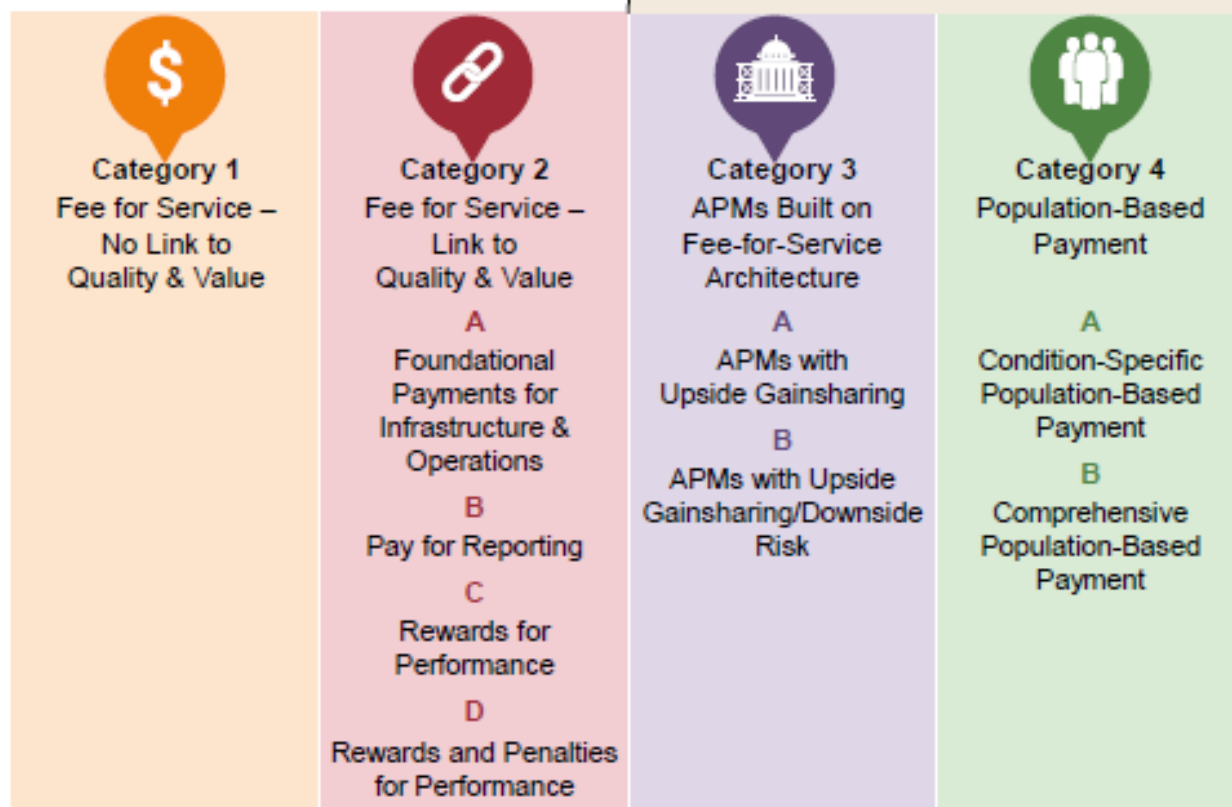 $
Category 1
Fee for Service –
No Link to
Quality & Value
Category 2
Fee for Service –
Link to
Quality & Value
A
Foundational
Payments for
Infrastructure &
Operations
B
Pay for Reporting
C
Rewards for
Performance
D
Rewards and Penalties
for Performance
Category 3
APMs Built on
Fee-for-Service
Architecture
A
APMs with
Upside Gainsharing
B
APMs with Upside
Gainsharing/Downside
Risk
Category 4
Population-Based
Payment
A
Condition-Specific
Population-Based
Payment
B
Comprehensive
Population-Based
Payment